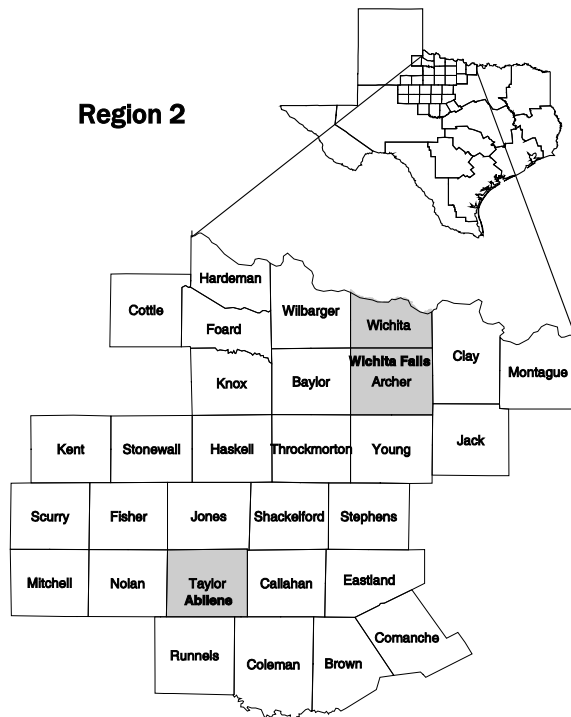 Region 2
Hardeman
Cottle
Wilbarger
Wichita
Foard
Clay
Wichita Falls
Montague
Knox
Baylor
Archer
Kent
Stonewall
Haskell
Throckmorton
Young
Jack
Scurry
Fisher
Jones
Shackelford
Stephens
Mitchell
Nolan
Taylor
Callahan
Eastland
Abilene
Runnels
Coleman
Brown
Comanche